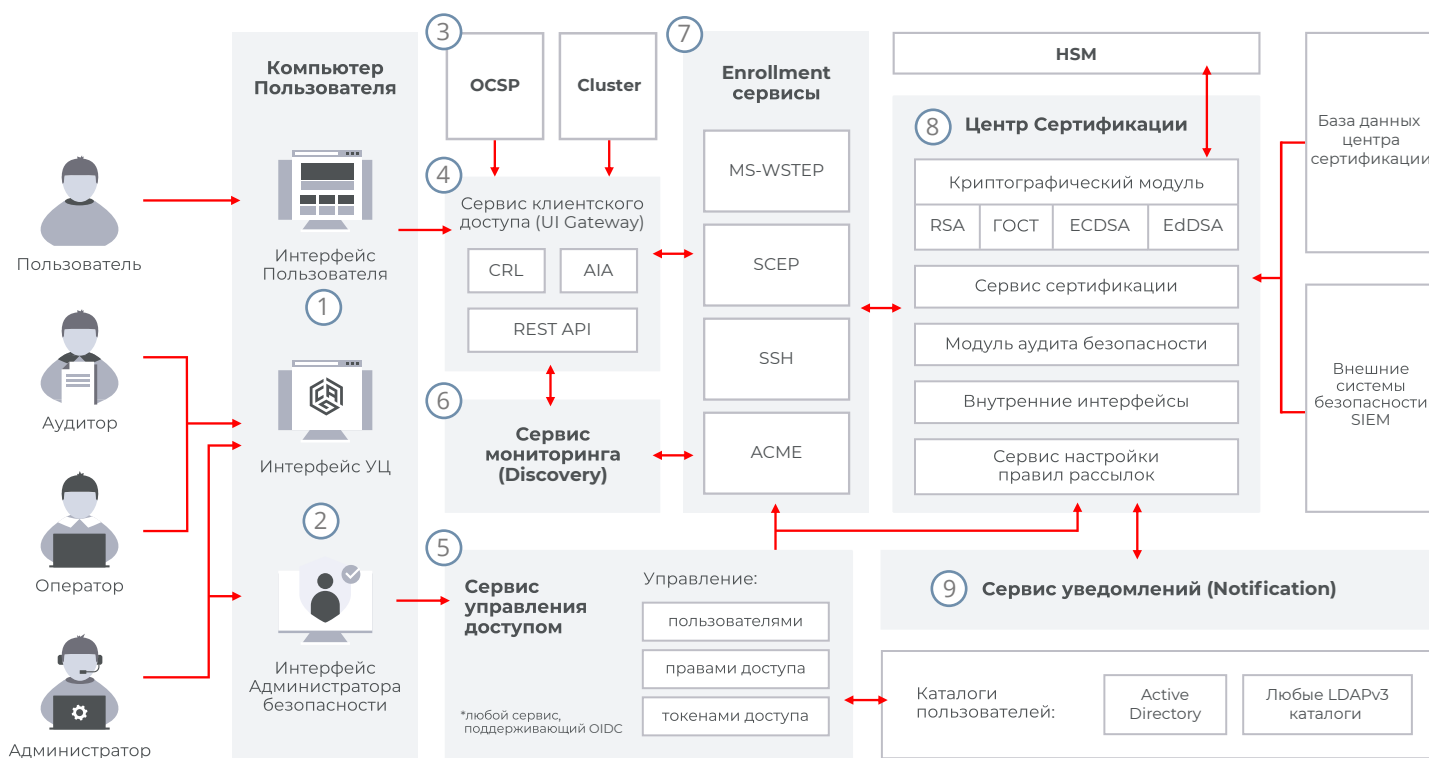 Пользователь
Аудитор
Оператор
Администратор
Компьютер
Пользователя
Интерфейс
Пользователя
1
CAS
Интерфейс УЦ
2
Интерфейс
Администратора
безопасности
3
OCSP
Cluster
4
Сервис клиентского
доступа (UI Gateway)
CRL
AIA
REST API
6
Сервис
мониторинга
(Discovery)
5
Сервис
управления
доступом
*любой сервис,
поддерживающий OIDC
Управление:
пользователями
правами доступа
токенами доступа
7
Enrollment
сервисы
MS-WSTEP
SCEP
SSH
ACME
HSM
8
Центр Сертификации
Криптографический модуль
RSA
ГОСТ
ECDSA
EdDSA
Сервис сертификации
Модуль аудита безопасности
Внутренние интерфейсы
Сервис настройки
правил рассылок
База данных
центра
сертификации
Внешние
системы
безопасности
SIEM
9
Сервис уведомлений (Notification)
Каталоги
пользователей:
Active
Directory
Любые LDAPv3
каталоги